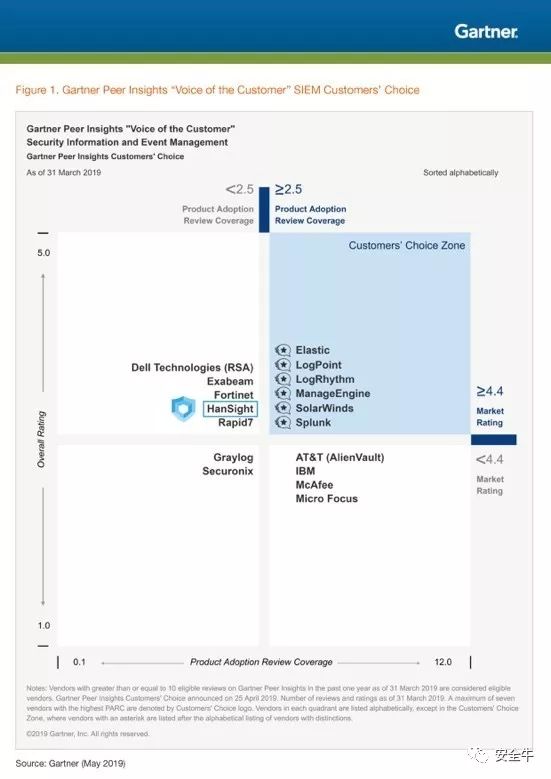 Gartner.
Figure 1. Gartner Peer Insights “Voice of the Customer” SIEM Customers’ Choice
Gartner Peer Insights "Voice of the Customer"
Security Information and Event Management
Gartner Peer Insights Customers' Choice
As of 31 March 2019
Sorted alphabetically
<2.5
Product Adoption
Review Coverage
≥2.5
Product Adoption
Review Coverage
5.0
Customers’ Choice Zone
Dell Technologies (RSA)
Exabeam
Fortinet
HanSight
Rapid7
Elastic
LogPoint
LogRhythm
ManageEngine
SolarWinds
Splunk
≥4.4
Market
Rating
<4.4
Market
Rating
Overall Rating
Graylog
Securonix
AT&T (AlienVault)
IBM
McAfee
Micro Focus
1.0
0.1
Product Adoption Review Coverage
12.0
Notes: Vendors with greater than or equal to 10 eligible reviews on Gartner Peer Insights in the past one year as of 31 March 2019 are considered eligible
vendors. Gartner Peer Insights Customers' Choice announced on 25 April 2019. Number of reviews and ratings as of 31 March 2019. A maximum of seven
vendors with the highest PARC are denoted by Customers' Choice logo. Vendors in each quadrant are listed alphabetically, except in the Customers' Choice
Zone, where vendors with an asterisk are listed after the alphabetical listing of vendors with distinctions.
©2019 Gartner, Inc. All rights reserved.
Source: Gartner (May 2019)
安全牛